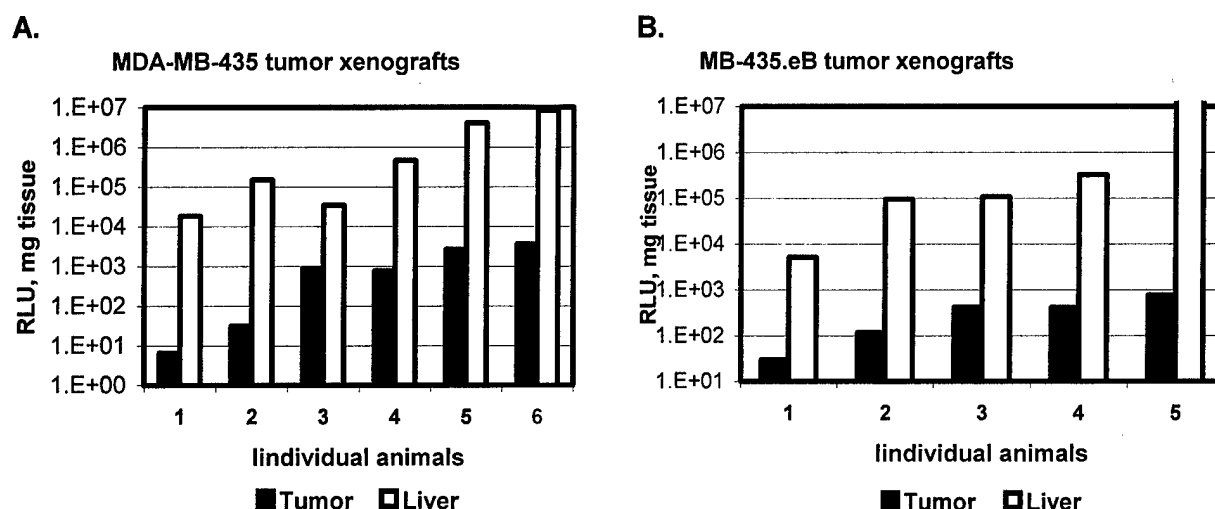 A.
MDA-MB-435 tumor xenografts
RLU, mg tissue
1.E+07
1.E+06
1.E+05
1.E+04
1.E+03
1.E+02
1.E+01
1.E+00
1 2 3 4 5 6
Iindividual animals
Tumor Liver
B.
MB-435.eB tumor xenografts
RLU, mg tissue
1.E+07
1.E+06
1.E+05
1.E+04
1.E+03
1.E+02
1.E+01
1 2 3 4 5
Iindividual animals
Tumor Liver